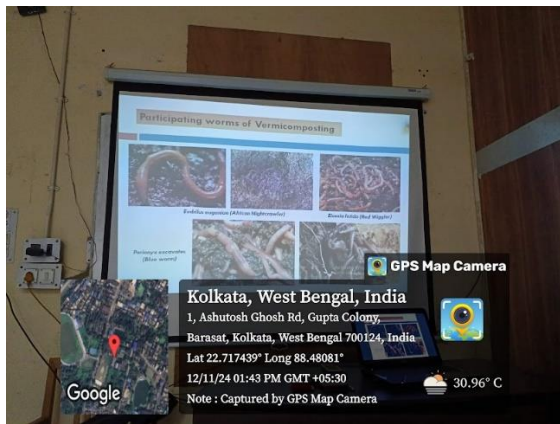 Participating worms of Vermicomposting
Eudrilus eugeniae (African Nightcrawler)
Eisenia foetida (Red Wiggler)
Perionyx excavatus
(Blue worm)
GPS Map Camera
Kolkata, West Bengal, India
1, Ashutosh Ghosh Rd, Gupta Colony,
Barasat, Kolkata, West Bengal 700124, India
Lat 22.717439° Long 88.48081°
12/11/24 01:43 PM GMT +05:30
Note : Captured by GPS Map Camera
Google
30.96° C